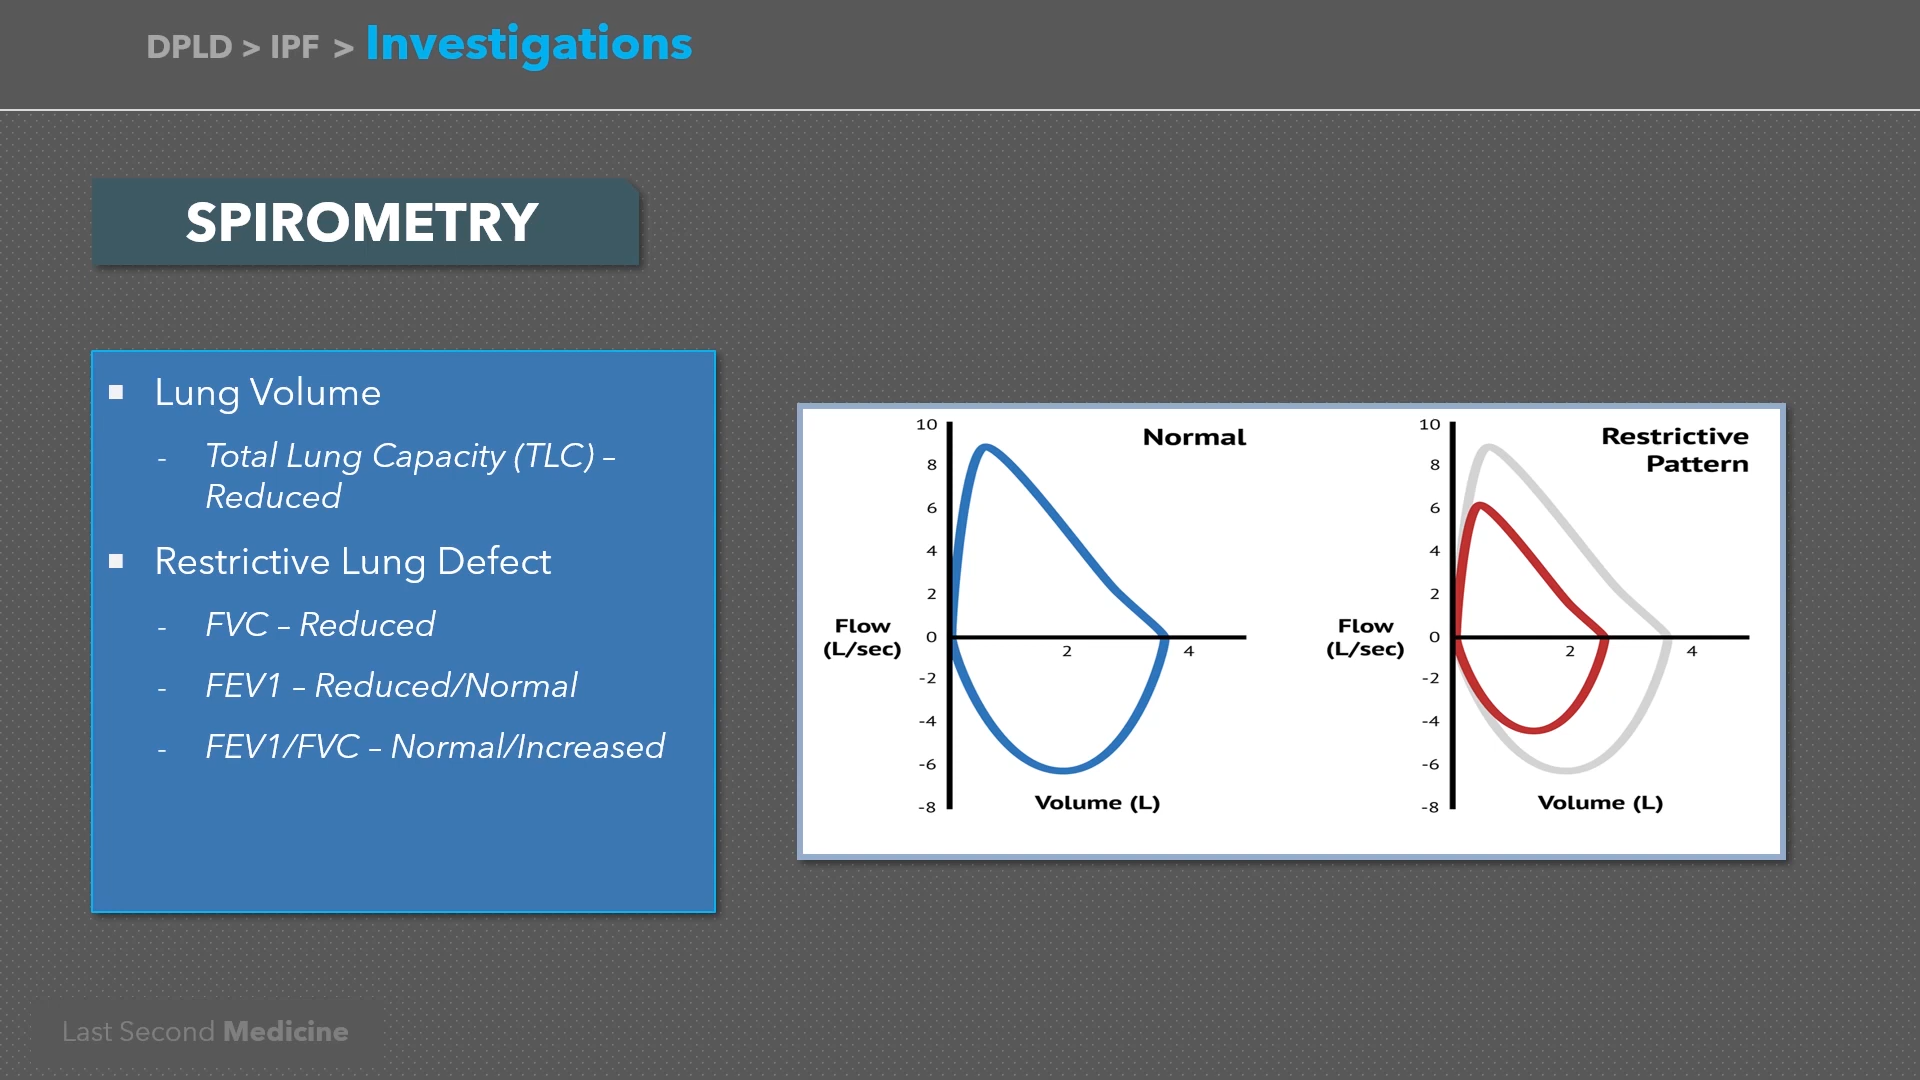 DPLD > IPF > Investigations
SPIROMETRY
Lung Volume
- Total Lung Capacity (TLC) –
Reduced
Restrictive Lung Defect
- FVC – Reduced
- FEV1 – Reduced/Normal
- FEV1/FVC – Normal/Increased
Normal
10
8
6
4
2
0
-2
-4
-6
-8
Flow
(L/sec)
2 4
Volume (L)
Restrictive
Pattern
10
8
6
4
2
0
-2
-4
-6
-8
Flow
(L/sec)
2 4
Volume (L)
Last Second Medicine